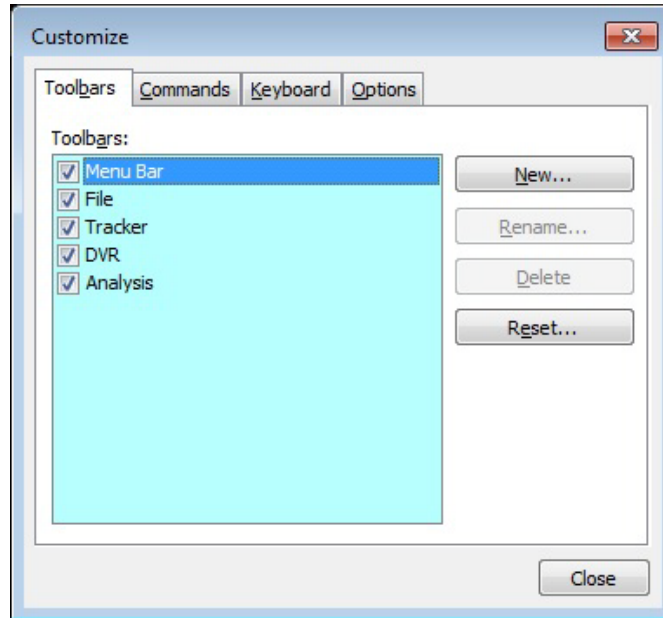 Customize
Toolbars Commands Keyboard Options
Toolbars:
Menu Bar
File
Tracker
DVR
Analysis
New...
Rename...
Delete
Reset...
Close